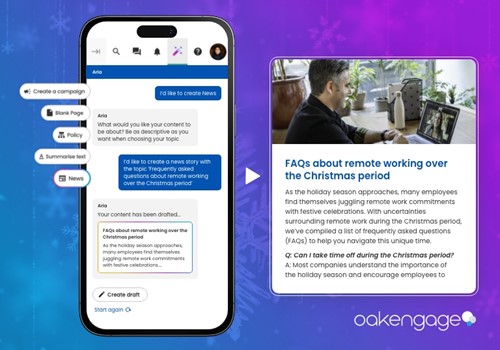 Aria
I'd like to create News
Create a campaign
Blank Page
Policy
Summarise text
News
Aria
What would you like your content to
be about? Be as descriptive as you
want when choosing your topic
I'd like to create a news story with
the topic 'Frequently asked
questions about remote working
over the Christmas period'
Aria
Your content has been drafted...
FAQs about remote working over the
Christmas period
As the holiday season approaches,
many employees find themselves
juggling remote work commitments
with festive celebrations...
Create draft
Start again
FAQs about remote working over
the Christmas period
As the holiday season approaches, many employees
find themselves juggling remote work commitments
with festive celebrations. With uncertainties
surrounding remote work during the Christmas period,
we've compiled a list of frequently asked questions
(FAQs) to help you navigate this unique time.
Q: Can I take time off during the Christmas period?
A: Most companies understand the importance of
the holiday season and encourage employees to
oakengage